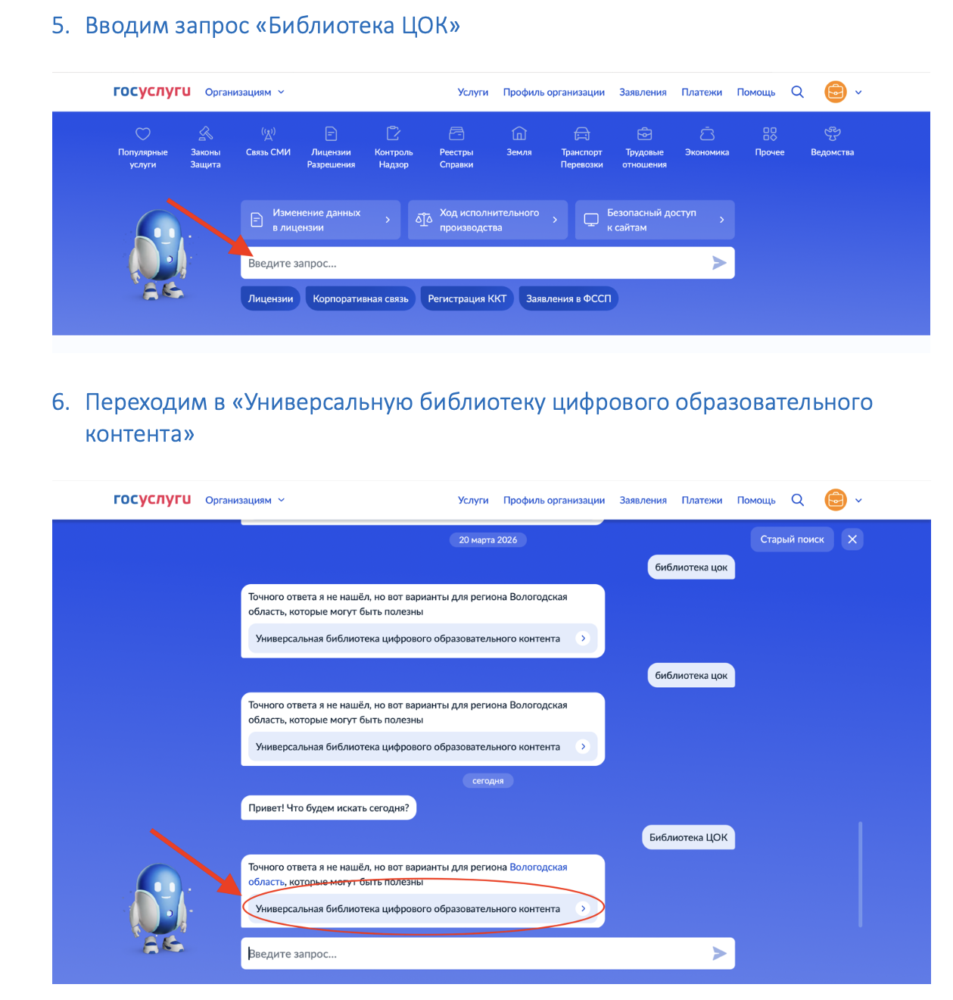 5. Вводим запрос «Библиотека ЦОК»
госуслуги Организациям Услуги Профиль организации Заявления Платежи Помощь
Популярные услуги
Законы Защита
Связь СМИ
Лицензии Разрешения
Контроль Надзор
Реестры Справки
Земля
Транспорт Перевозки
Трудовые отношения
Экономика
Прочее
Ведомства
Изменение данных
в лицензии
Ход исполнительного
производства
Безопасный доступ
к сайтам
Введите запрос...
Лицензии Корпоративная связь Регистрация ККТ Заявления в ФССП
6. Переходим в «Универсальную библиотеку цифрового образовательного
контента»
госуслуги Организациям Услуги Профиль организации Заявления Платежи Помощь
20 марта 2026
Старый поиск
библиотека цок
Точного ответа я не нашёл, но вот варианты для региона Вологодская
область, которые могут быть полезны
Универсальная библиотека цифрового образовательного контента
библиотека цок
Точного ответа я не нашёл, но вот варианты для региона Вологодская
область, которые могут быть полезны
Универсальная библиотека цифрового образовательного контента
сегодня
Привет! Что будем искать сегодня?
Библиотека ЦОК
Точного ответа я не нашёл, но вот варианты для региона Вологодская
область, которые могут быть полезны
Универсальная библиотека цифрового образовательного контента
Введите запрос...